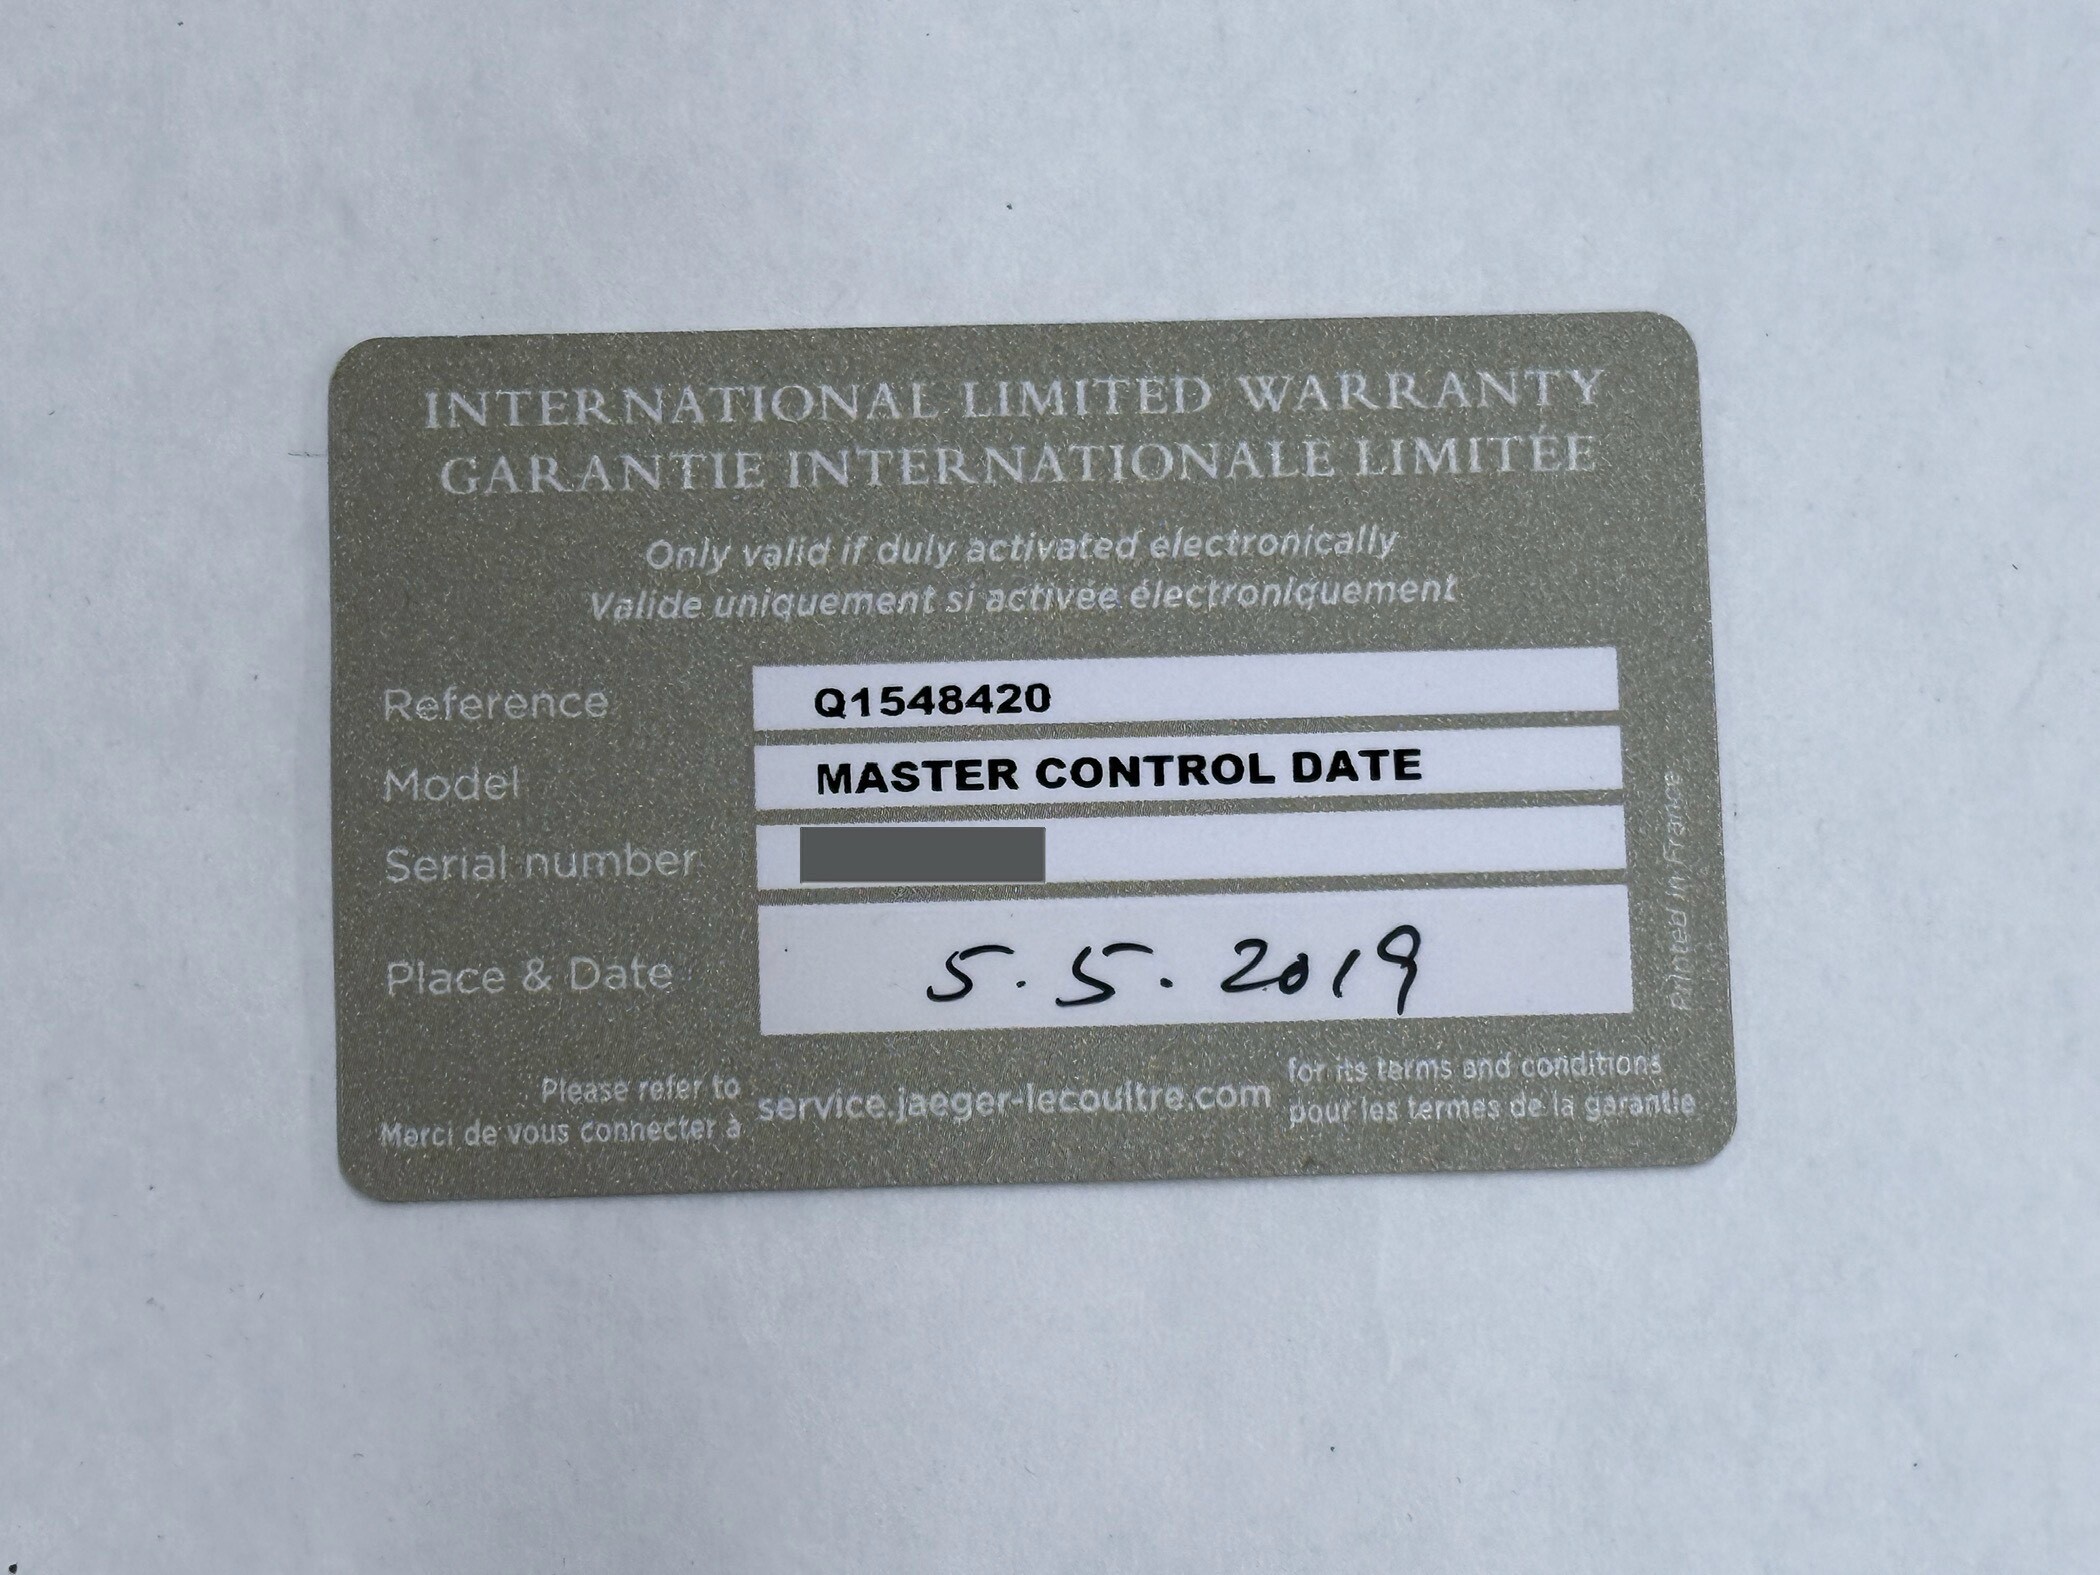 INTERNATIONAL LIMITED WARRANTY
GARANTIE INTERNATIONALE LIMITÉE
Only valid if duly activated electronically
Valide uniquement si activée électroniquement
Reference Q1548420
Model MASTER CONTROL DATE
Serial number
Place & Date 5.5.2019
Printed in France
Please refer to
Merci de vous connecter à
service.jaeger-lecoultre.com
for its terms and conditions
pour les termes de la garantie